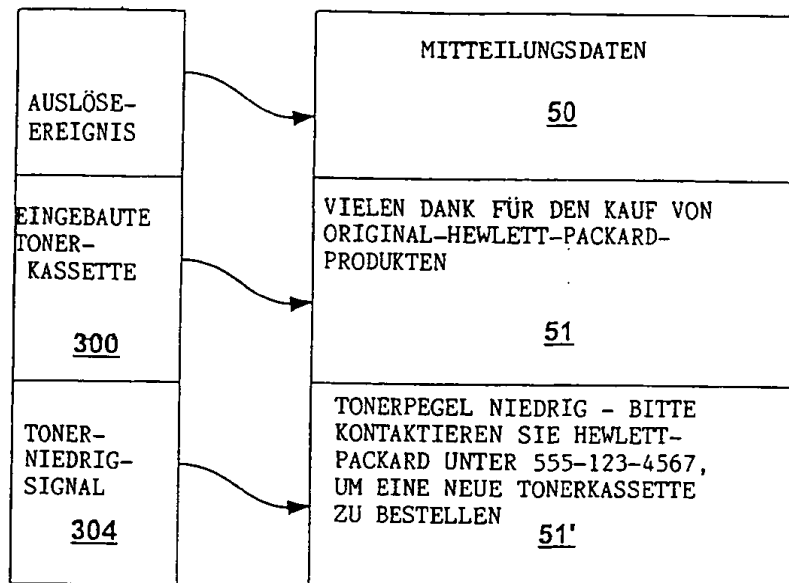 AUSLÖSE-
EREIGNIS
MITTEILUNGSDATEN
50
EINGEBAUTE
TONER-
KASSETTE
300
VIELEN DANK FÜR DEN KAUF VON
ORIGINAL-HEWLETT-PACKARD-
PRODUKTEN
51
TONER-
NIEDRIG-
SIGNAL
304
TONERPEGEL NIEDRIG - BITTE
KONTAKTIEREN SIE HEWLETT-
PACKARD UNTER 555-123-4567,
UM EINE NEUE TONERKASSETTE
ZU BESTELLEN
51'